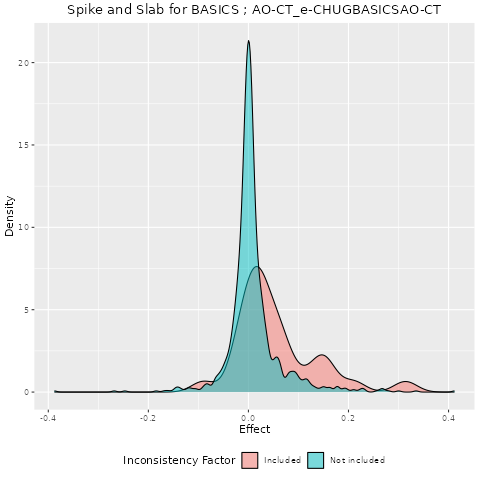 Spike and Slab for BASICS ; AO-CT_e-CHUGBASICSAO-CT
20
15
10
5
0
Density
-0.4 -0.2 0.0 0.2 0.4
Effect
Inconsistency Factor Included Not included